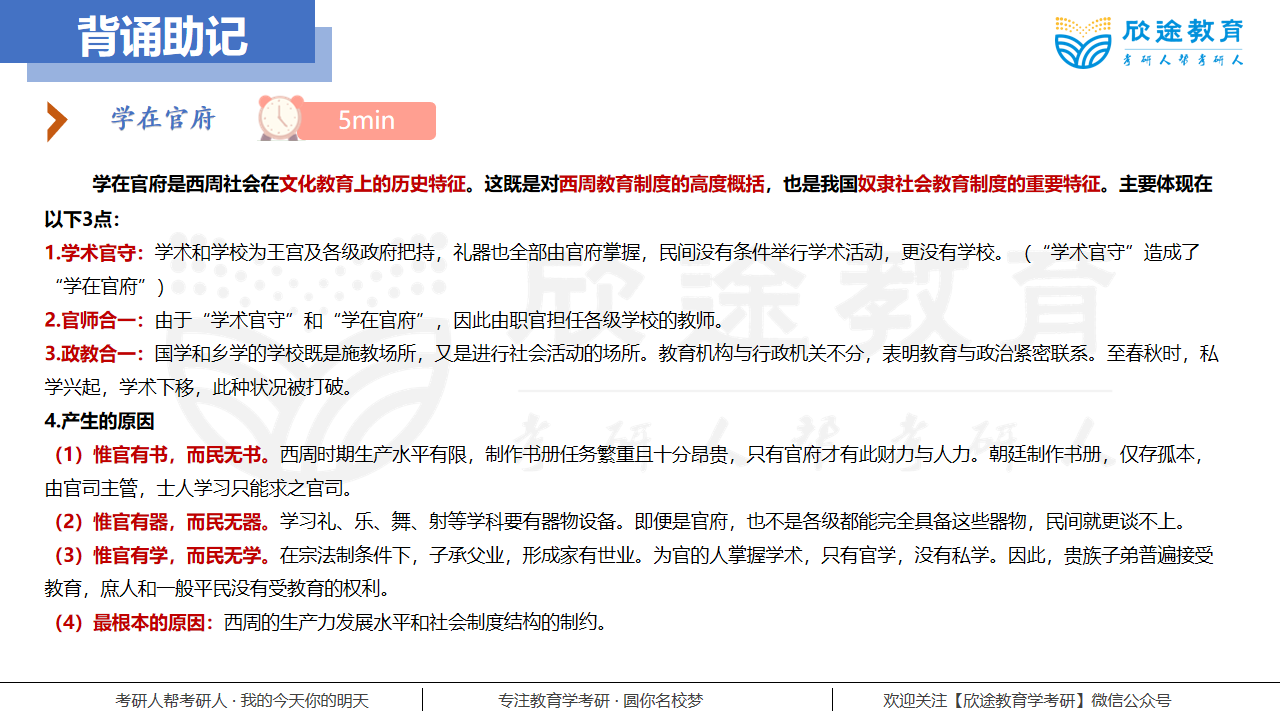 背诵助记
欣途教育
考研人帮考研人
学在官府
5min
学在官府是西周社会在文化教育上的历史特征。这既是对西周教育制度的高度概括，也是我国奴隶社会教育制度的重要特征。主要体现在
以下3点：
1.学术官守：学术和学校为王宫及各级政府把持，礼器也全部由官府掌握，民间没有条件举行学术活动，更没有学校。（“学术官守”造成了
“学在官府”）
2.官师合一：由于“学术官守”和“学在官府”，因此由职官担任各级学校的教师。
3.政教合一：国学和乡学的学校既是施教场所，又是进行社会活动的场所。教育机构与行政机关不分，表明教育与政治紧密联系。至春秋时，私
学兴起，学术下移，此种状况被打破。
4.产生的原因
（1）惟官有书，而民无书。西周时期生产水平有限，制作书册任务繁重且十分昂贵，只有官府才有此财力与人力。朝廷制作书册，仅存孤本，
由官司主管，士人学习只能求之官司。
（2）惟官有器，而民无器。学习礼、乐、舞、射等学科要有器物设备。即便是官府，也不是各级都能完全具备这些器物，民间就更谈不上。
（3）惟官有学，而民无学。在宗法制条件下，子承父业，形成家有世业。为官的人掌握学术，只有官学，没有私学。因此，贵族子弟普遍接受
教育，庶人和一般平民没有受教育的权利。
（4）最根本的原因：西周的生产力发展水平和社会制度结构的制约。
欣途教育
考研人帮考研人
考研人帮考研人 · 我的今天你的明天
专注教育学考研 · 圆你名校梦
欢迎关注【欣途教育学考研】微信公众号